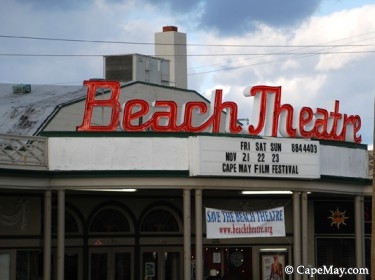 Beach Theatre
FRI SAT SUN 8844403
NOV 21 22 23
CAPE MAY FILM FESTIVAL
SAVE THE BEACH THEATRE
www.beachtheatre.org
© CapeMay.com